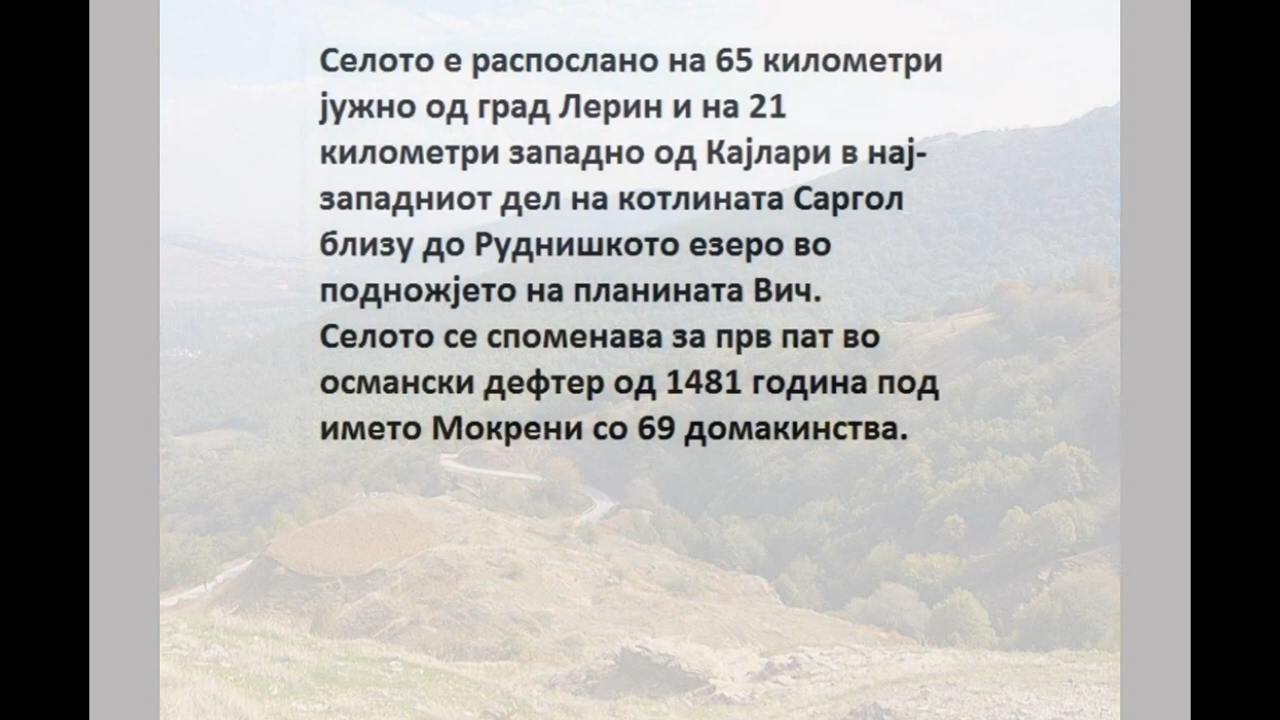 Селото е распослано на 65 километри
јужно од град Лерин и на 21
километри западно од Кајлари в нај-
западниот дел на котлината Саргол
близу до Руднишкото езеро во
подножјето на планината Вич.
Селото се споменава за прв пат во
османски дефтер од 1481 година под
името Мокрени со 69 домакинства.